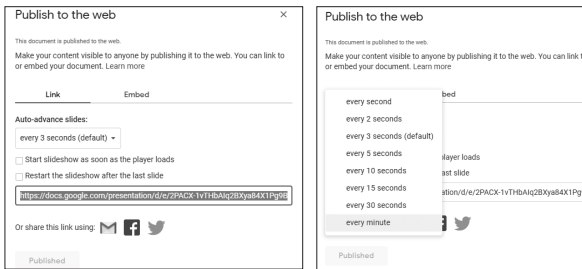 Publish to the web
This document is published to the web.
Make your content visible to anyone by publishing it to the web. You can link to
or embed your document. Learn more
Link Embed
Auto-advance slides:
every 3 seconds (default)
Start slideshow as soon as the player loads
Restart the slideshow after the last slide
https://docs.google.com/presentation/d/e/2PACX-1vTHbAIq2BXya84X1Pg9B
Or share this link using:
Published
Publish to the web
This document is published to the web.
Make your content visible to anyone by publishing it to the web. You can link t
or embed your document. Learn more
bed
every second
every 2 seconds
every 3 seconds (default)
every 5 seconds
player loads
every 10 seconds
ast slide
every 15 seconds
ation/d/e/2PACX-1vTHbAIq2BXya84X1Pg
every 30 seconds
every minute
Published